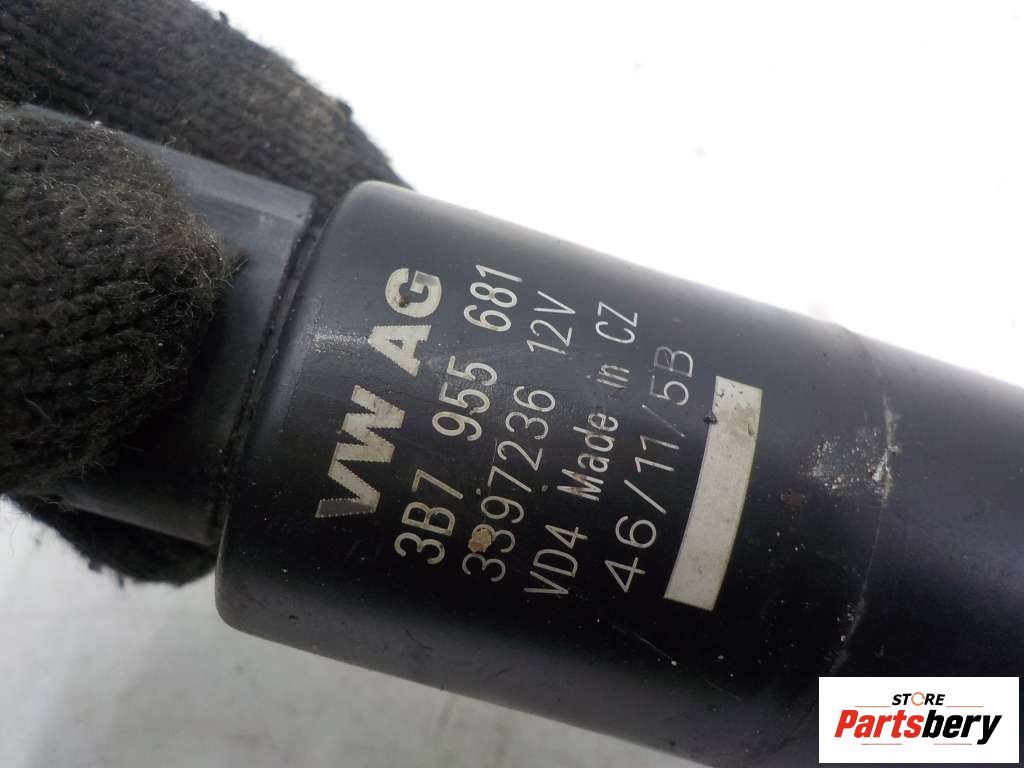 VW AG
3B7 955 681
3397236 12V
VD4 Made in CZ
46/11/5B
STORE
Partsbery